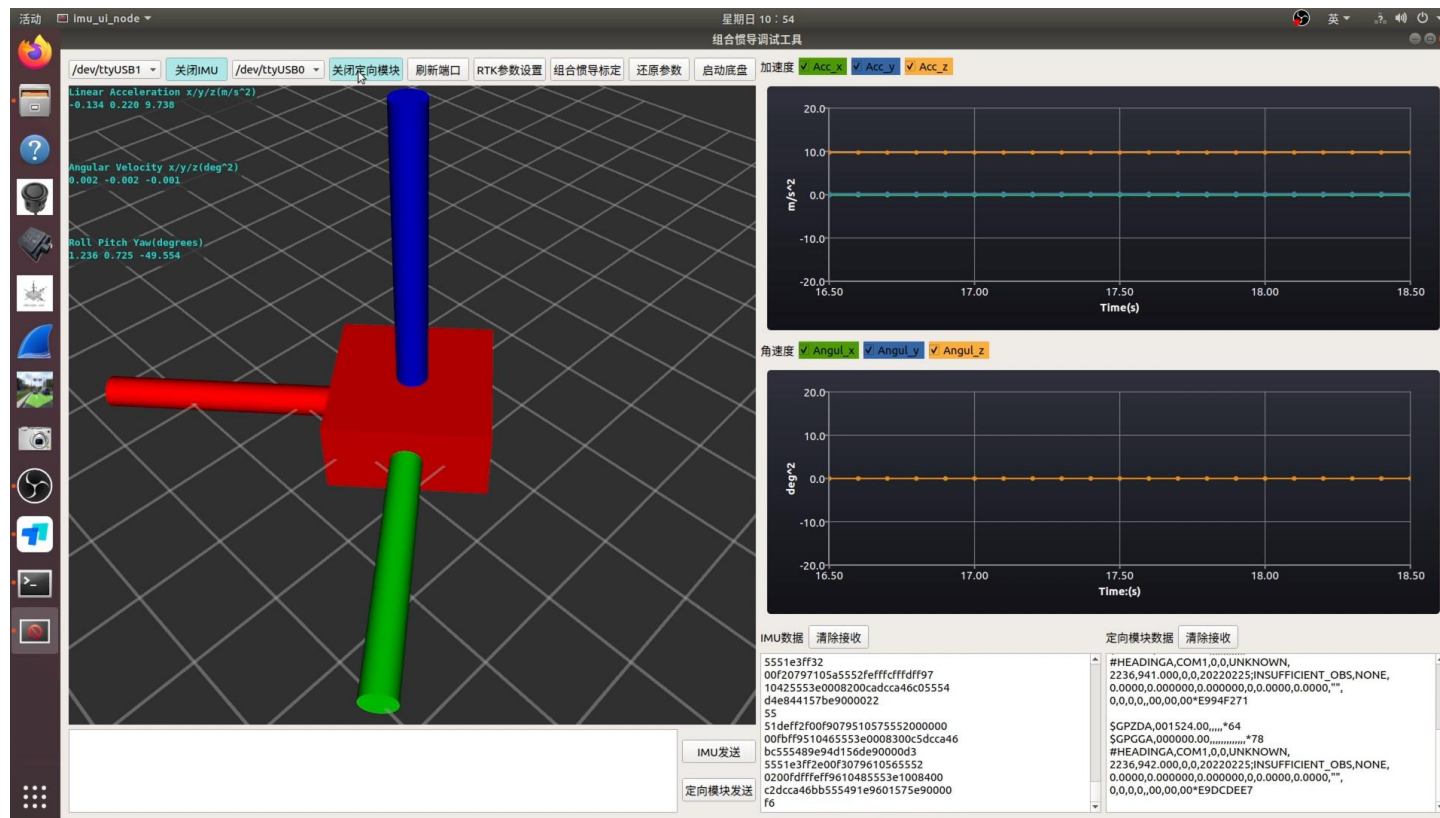 活动 imu_ui_node
星期日 10：54
英
组合惯导调试工具
/dev/ttyUSB1 关闭IMU /dev/ttyUSB0 关闭定向模块 刷新端口 RTK参数设置 组合惯导标定 还原参数 启动底盘
Linear Acceleration x/y/z(m/s^2)
-0.134 0.220 9.738
Angular Velocity x/y/z(deg^2)
0.002 -0.002 -0.001
Roll Pitch Yaw(degrees)
1.236 0.725 -49.554
加速度 Acc_x Acc_y Acc_z
20.0
10.0
0.0
-10.0
-20.0
m/s^2
16.50 17.00 17.50 18.00 18.50
Time(s)
角速度 Angul_x Angul_y Angul_z
20.0
10.0
0.0
-10.0
-20.0
deg^2
16.50 17.00 17.50 18.00 18.50
Time:(s)
IMU数据 清除接收
5551e3ff32
00f20797105a5552fefffcfffdff97
10425553e0008200cadcca46c05554
d4e844157be9000022
55
51deff2f00f9079510575552000000
00fbff9510465553e0008300c5dcca46
bc555489e94d156de90000d3
5551e3ff2e00f3079610565552
0200fdfffeff9610485553e1008400
c2dcca46bb555491e9601575e90000
f6
定向模块数据 清除接收
#HEADINGA,COM1,0,0,UNKNOWN,
2236,941.000,0,0,20220225;INSUFFICIENT_OBS,NONE,
0.0000,0.000000,0.000000,0,0.0000,0.0000,"",
0,0,0,0,,00,00,00*E994F271
$GPZDA,001524.00,,,,,*64
$GPGGA,000000.00,,,,,,,,,,,,,*78
#HEADINGA,COM1,0,0,UNKNOWN,
2236,942.000,0,0,20220225;INSUFFICIENT_OBS,NONE,
0.0000,0.000000,0.000000,0,0.0000,0.0000,"",
0,0,0,0,,00,00,00*E9DCDEE7
IMU发送
定向模块发送